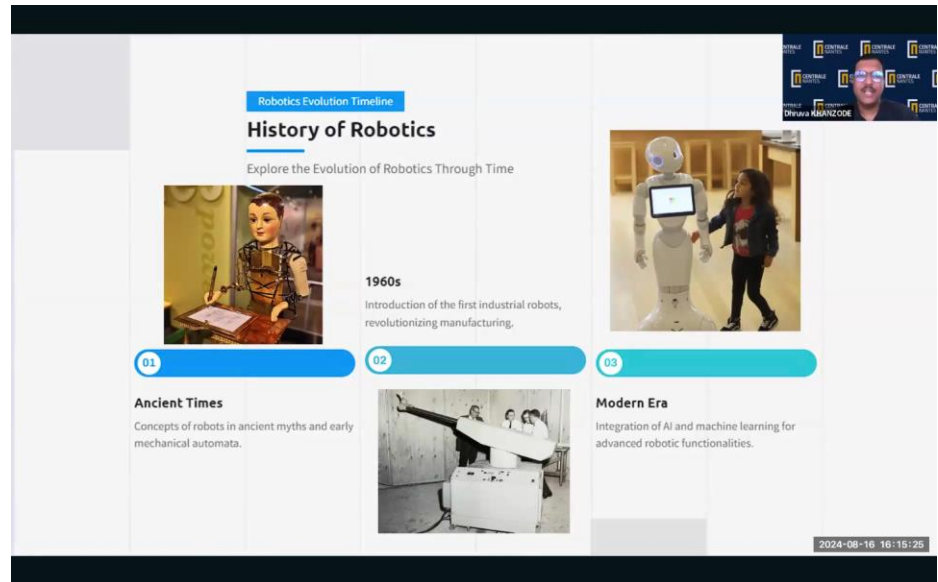 Robotics Evolution Timeline
History of Robotics
Explore the Evolution of Robotics Through Time
CENTRALE
NANTES
Dhruva KHANZODE
1960s
Introduction of the first industrial robots,
revolutionizing manufacturing.
01
02
03
Ancient Times
Concepts of robots in ancient myths and early
mechanical automata.
Modern Era
Integration of AI and machine learning for
advanced robotic functionalities.
2024-08-16 16:15:25